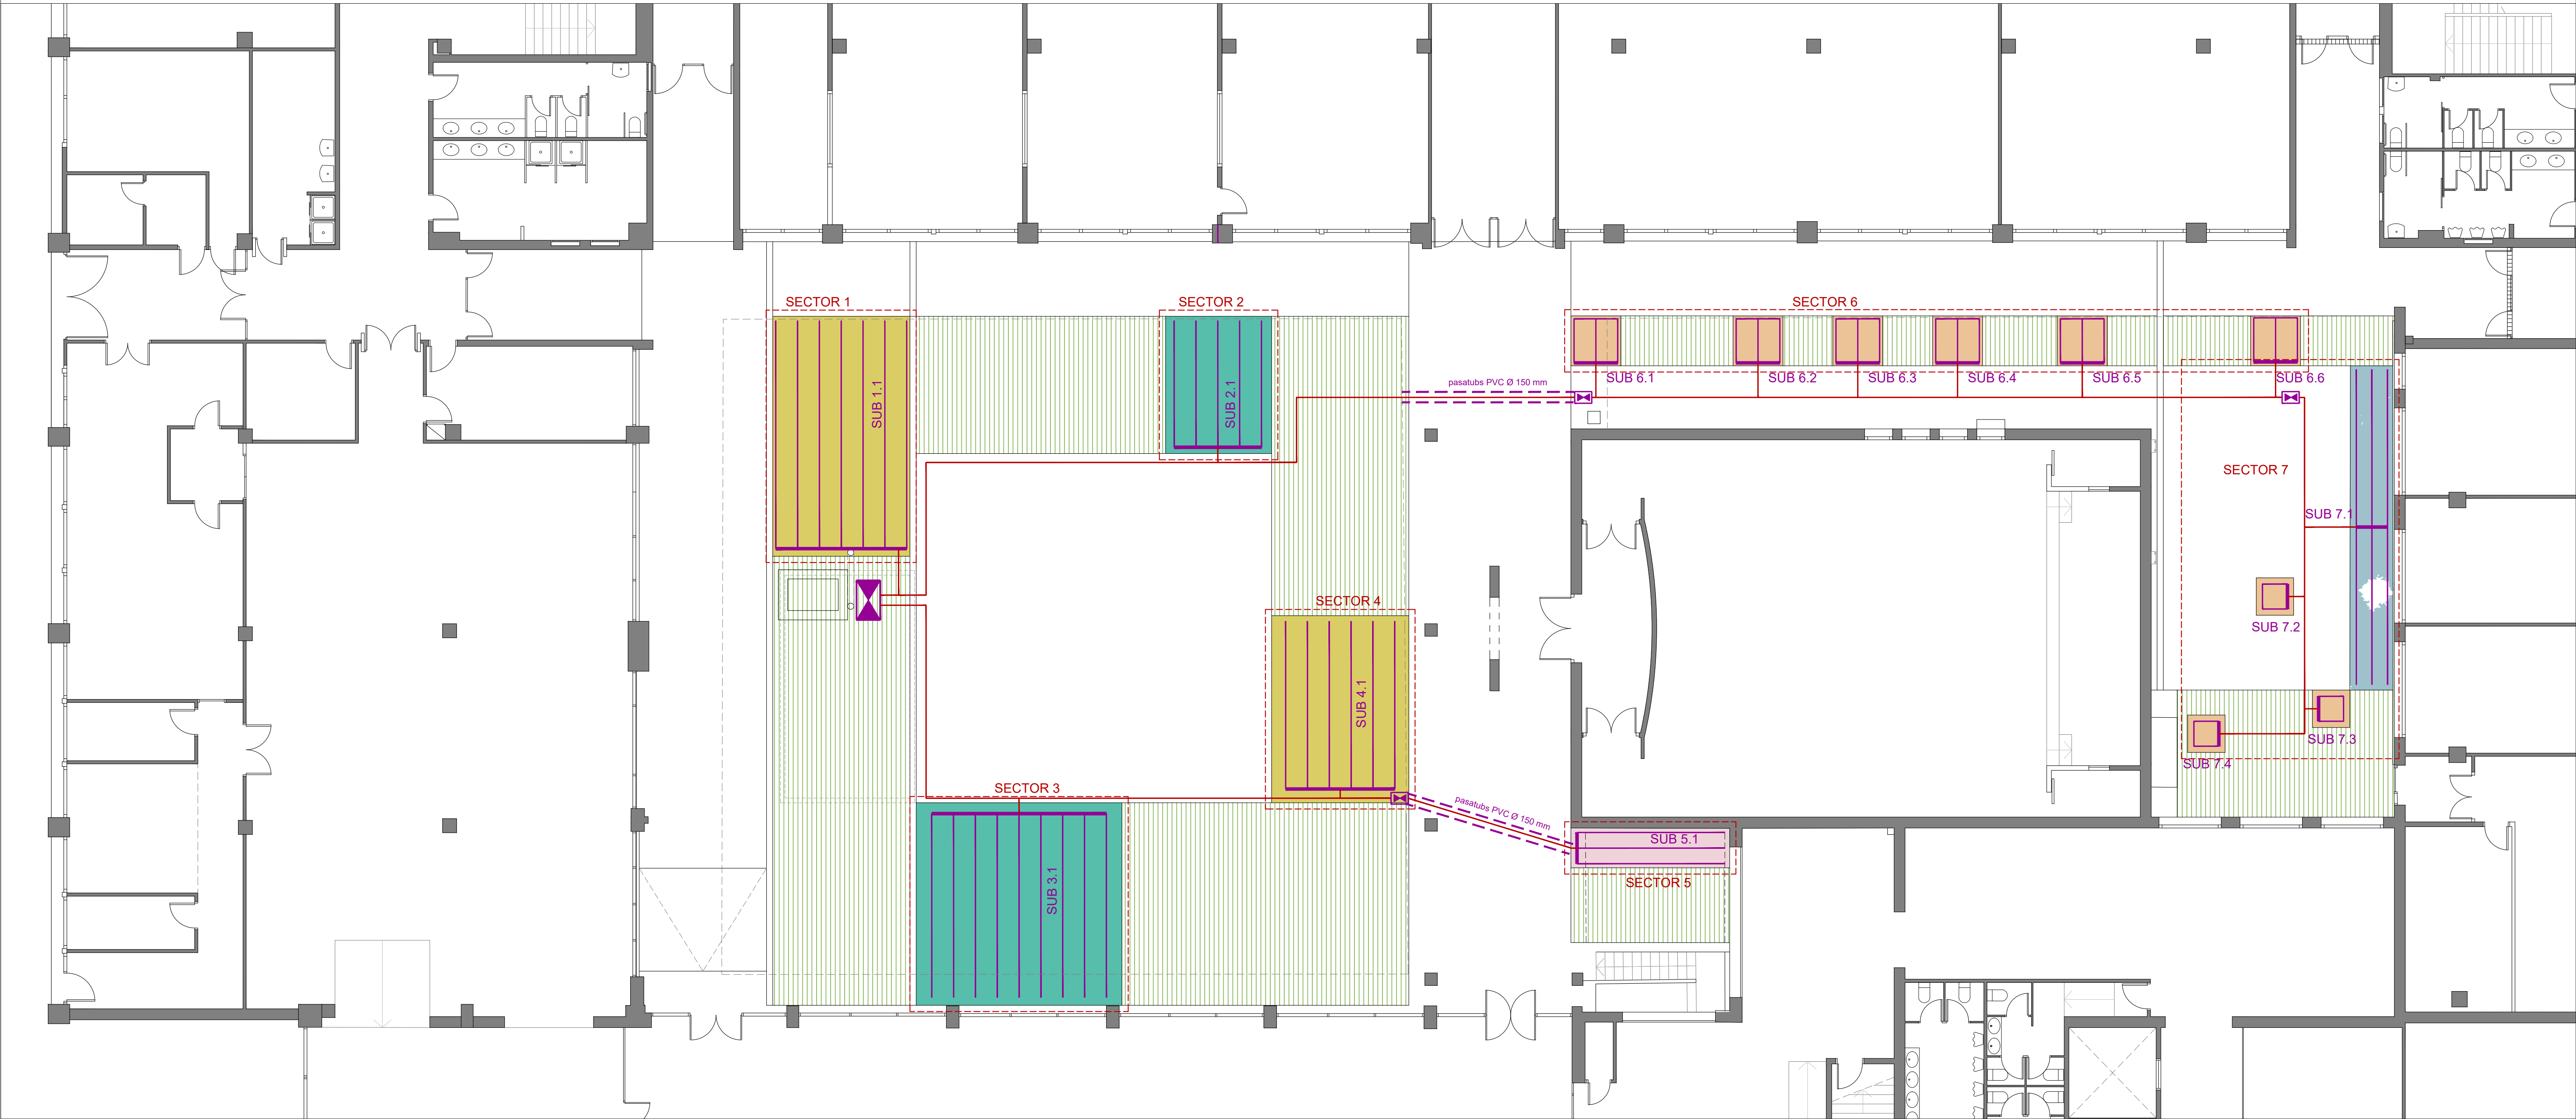 SECTOR 1
SECTOR 2
SECTOR 6
SUB 1.1
SUB 2.1
pasatubs PVC Ø 150 mm
SUB 6.1
SUB 6.2
SUB 6.3
SUB 6.4
SUB 6.5
SUB 6.6
SECTOR 7
SUB 7.1
SECTOR 4
SUB 7.2
SUB 4.1
SUB 7.3
SUB 7.4
SECTOR 3
pasatubs PVC Ø 150 mm
SUB 5.1
SUB 3.1
SECTOR 5